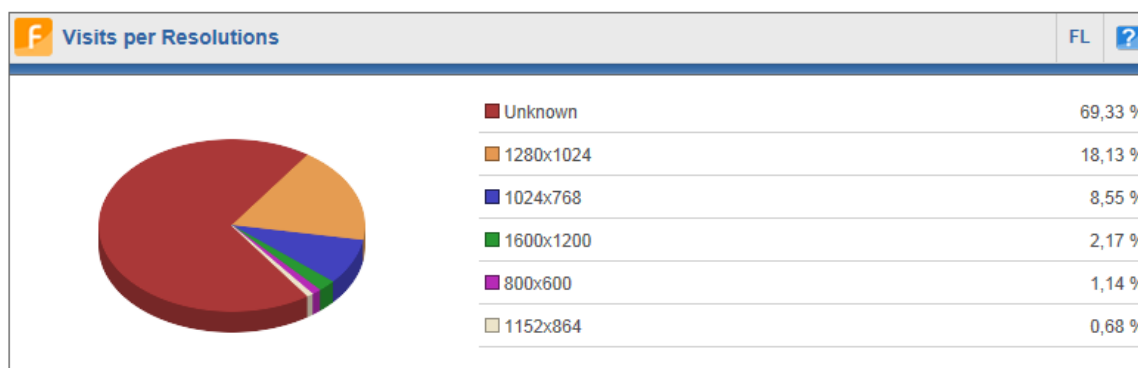 F Visits per Resolutions FL ?
Unknown 69,33 %
1280x1024 18,13 %
1024x768 8,55 %
1600x1200 2,17 %
800x600 1,14 %
1152x864 0,68 %